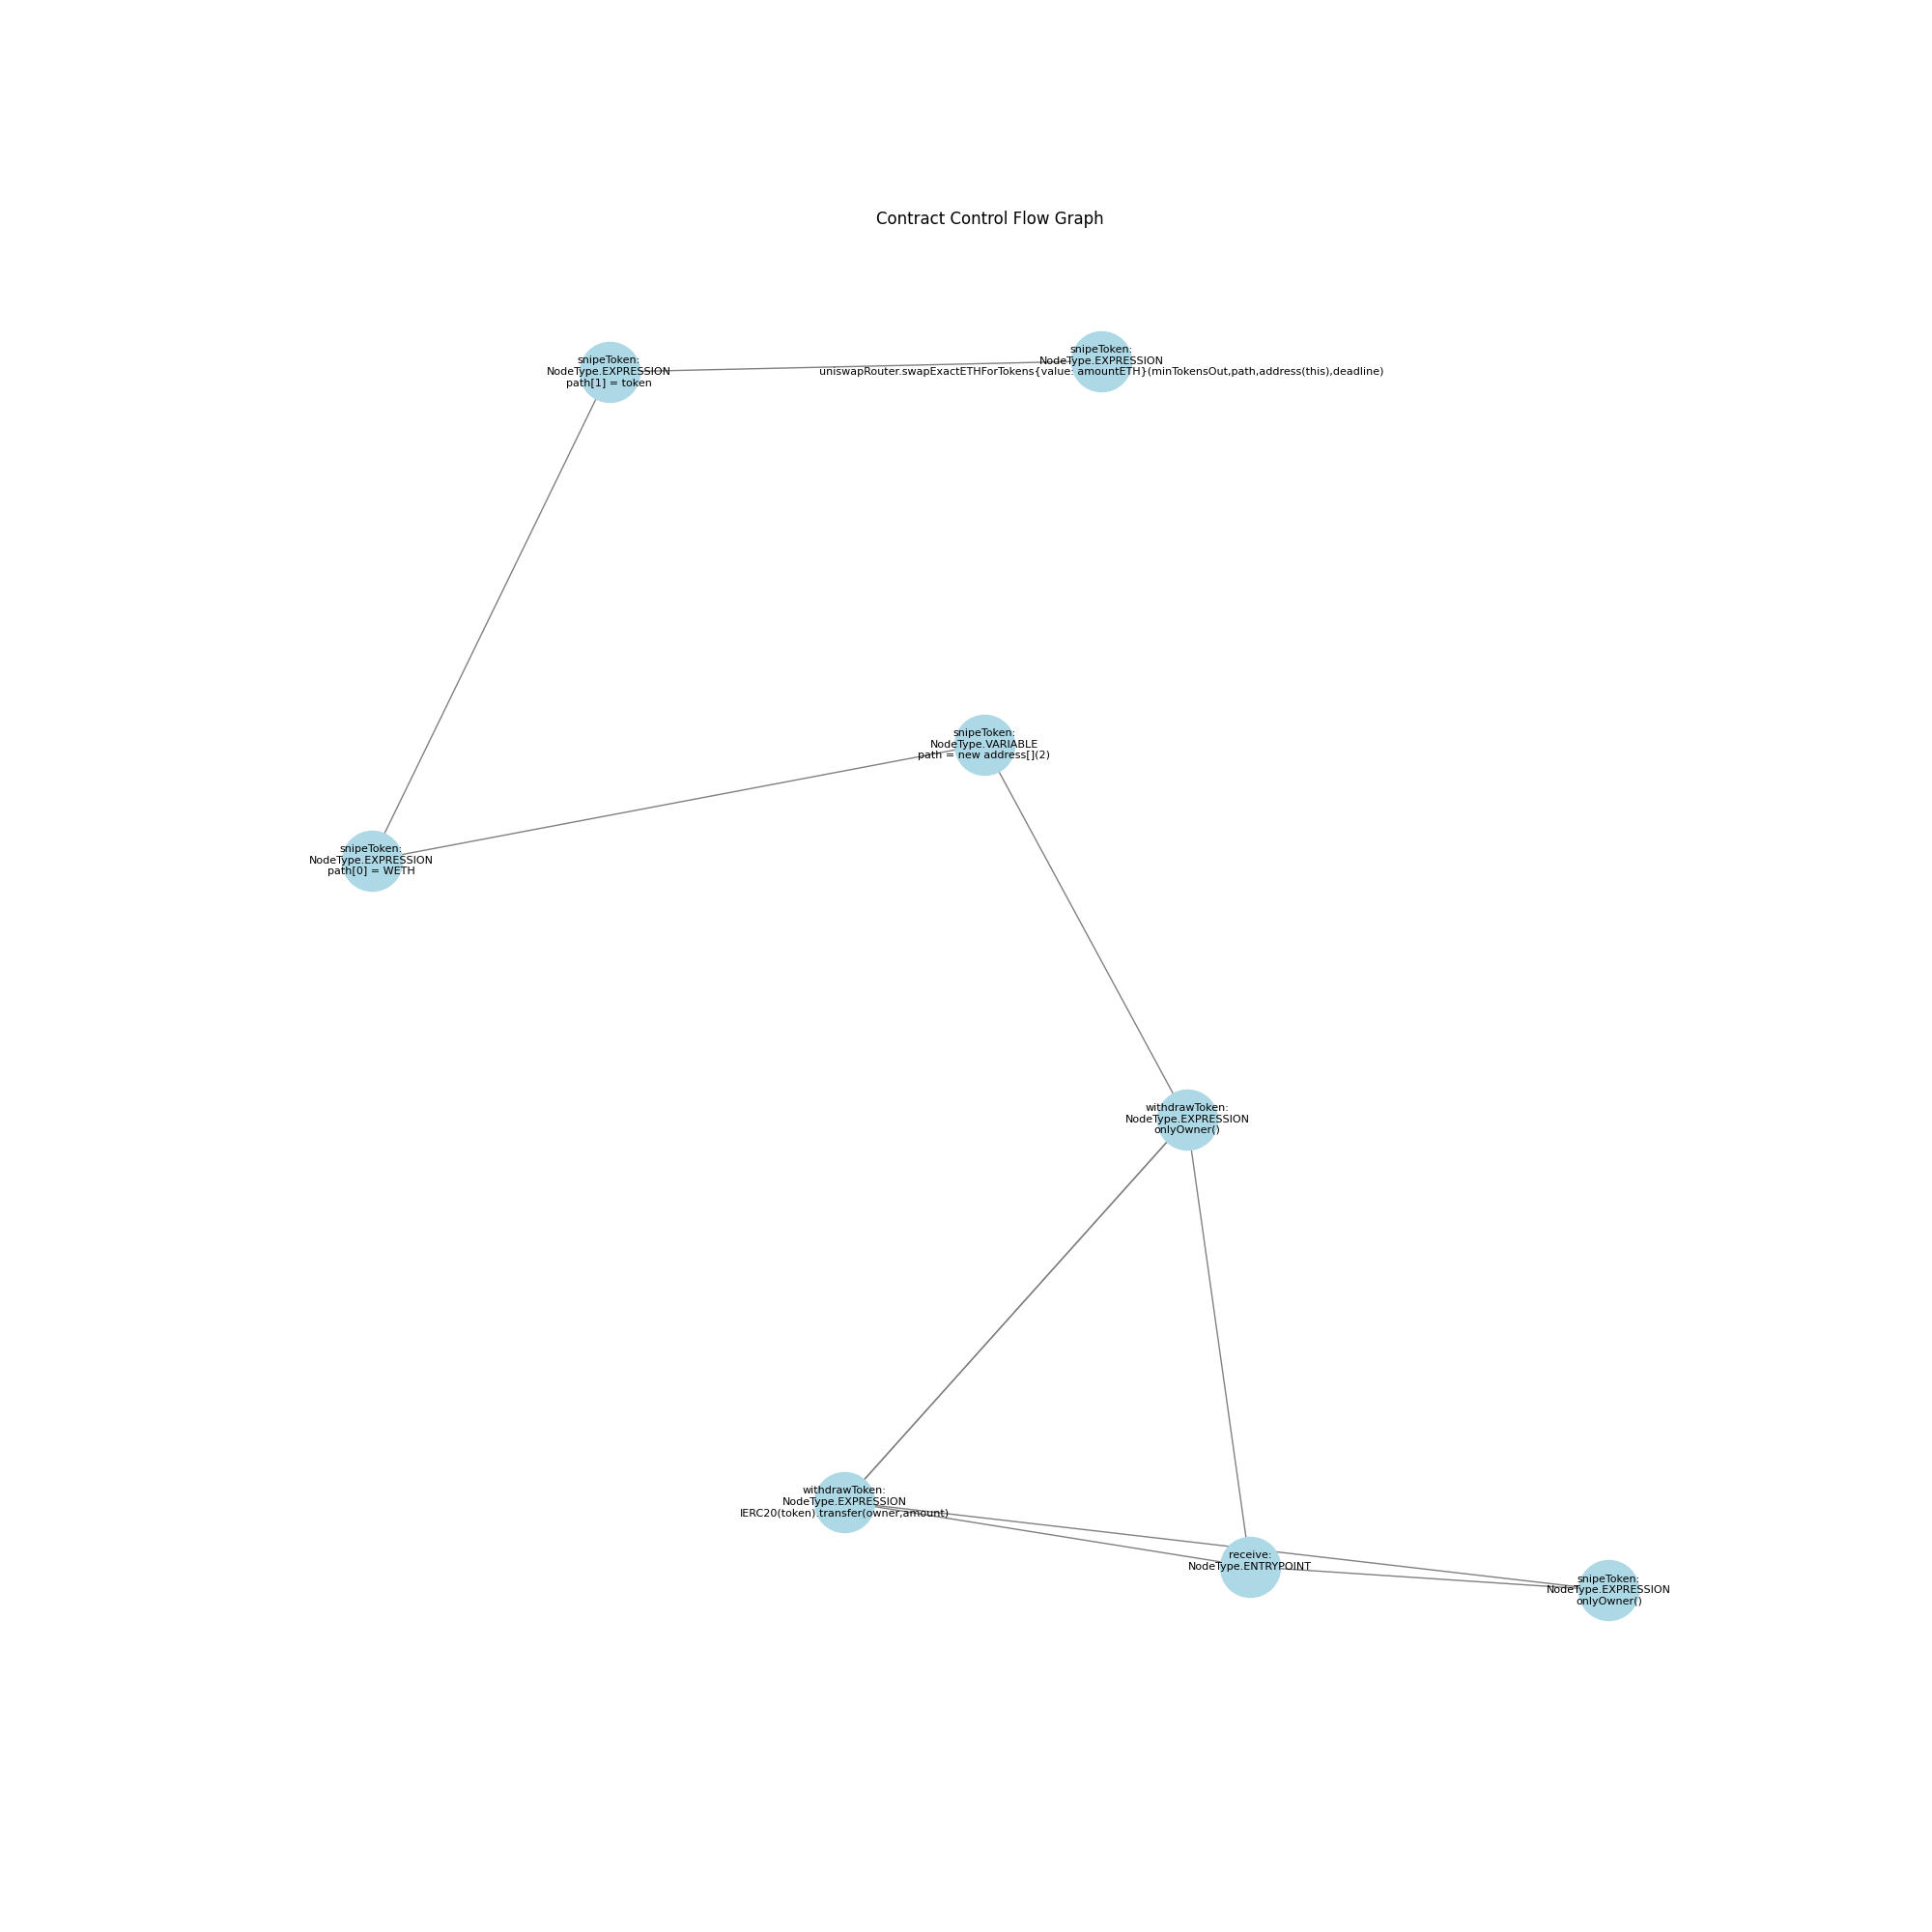 Contract Control Flow Graph
snipeToken:
NodeType.EXPRESSION
path[1] = token
snipeToken:
NodeType.EXPRESSION
uniswapRouter.swapExactETHForTokens{value: amountETH}(minTokensOut,path,address(this),deadline)
snipeToken:
NodeType.VARIABLE
path = new address[](2)
snipeToken:
NodeType.EXPRESSION
path[0] = WETH
withdrawToken:
NodeType.EXPRESSION
onlyOwner()
withdrawToken:
NodeType.EXPRESSION
IERC20(token).transfer(owner,amount)
receive:
NodeType.ENTRYPOINT
snipeToken:
NodeType.EXPRESSION
onlyOwner()